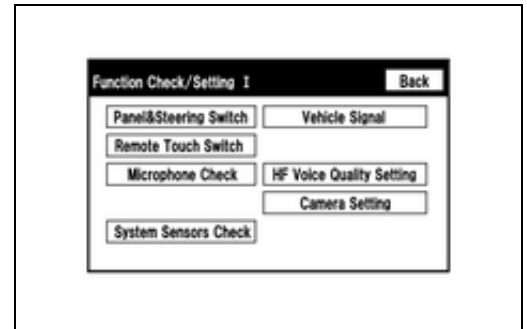 Function Check/Setting I Back
Panel&Steering Switch Vehicle Signal
Remote Touch Switch
Microphone Check HF Voice Quality Setting
Camera Setting
System Sensors Check